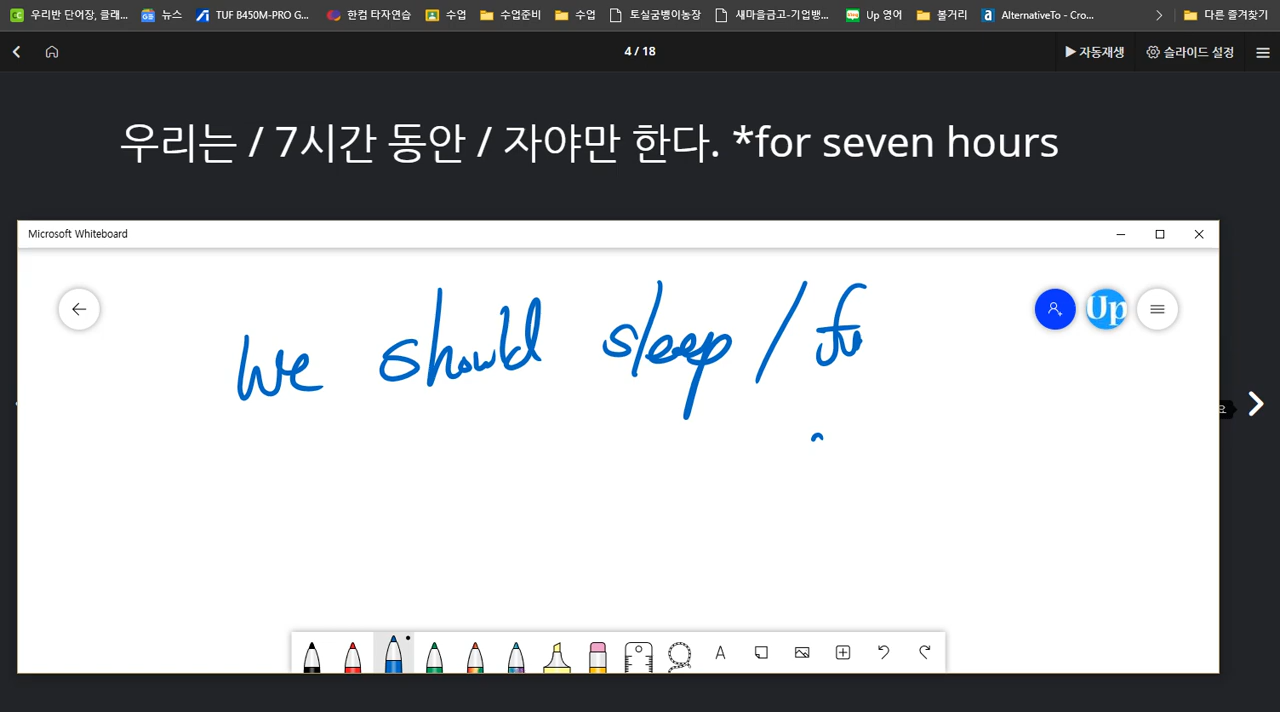 우리반 단어장, 클래... 뉴스 TUF B450M-PRO G... 한컴 타자연습 수업 수업준비 수업 토실굼벵이농장 새마을금고-기업뱅... Up 영어 볼거리 AlternativeTo - Cro... 다른 즐겨찾기
4 / 18 자동재생 슬라이드 설정
우리는 / 7시간 동안 / 자야만 한다. *for seven hours
Microsoft Whiteboard
Up
We should sleep /
요